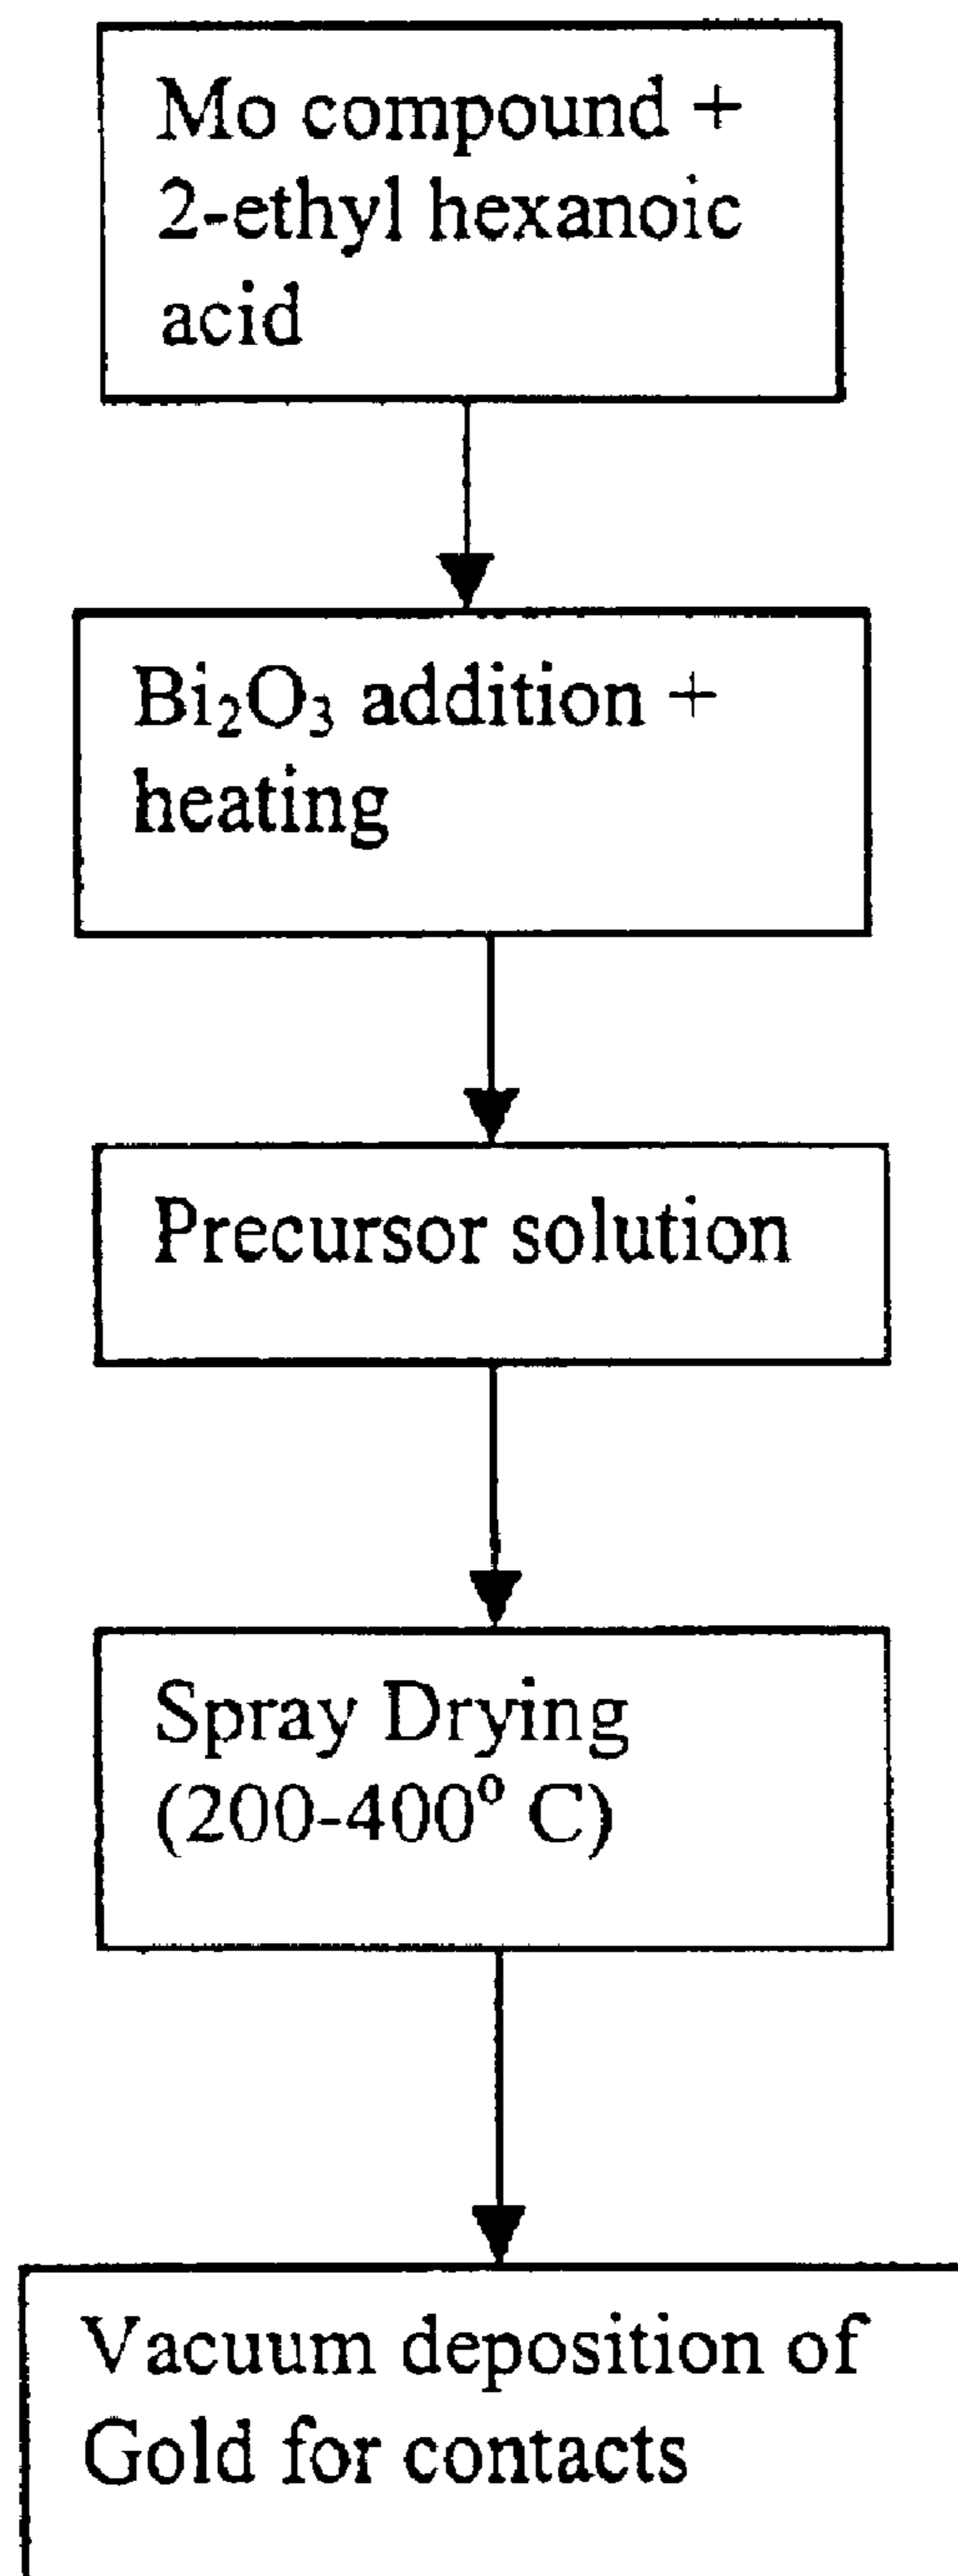 Mo compound +
2-ethyl hexanoic
acid
Bi₂O₃ addition +
heating
Precursor solution
Spray Drying
(200-400° C)
Vacuum deposition of
Gold for contacts